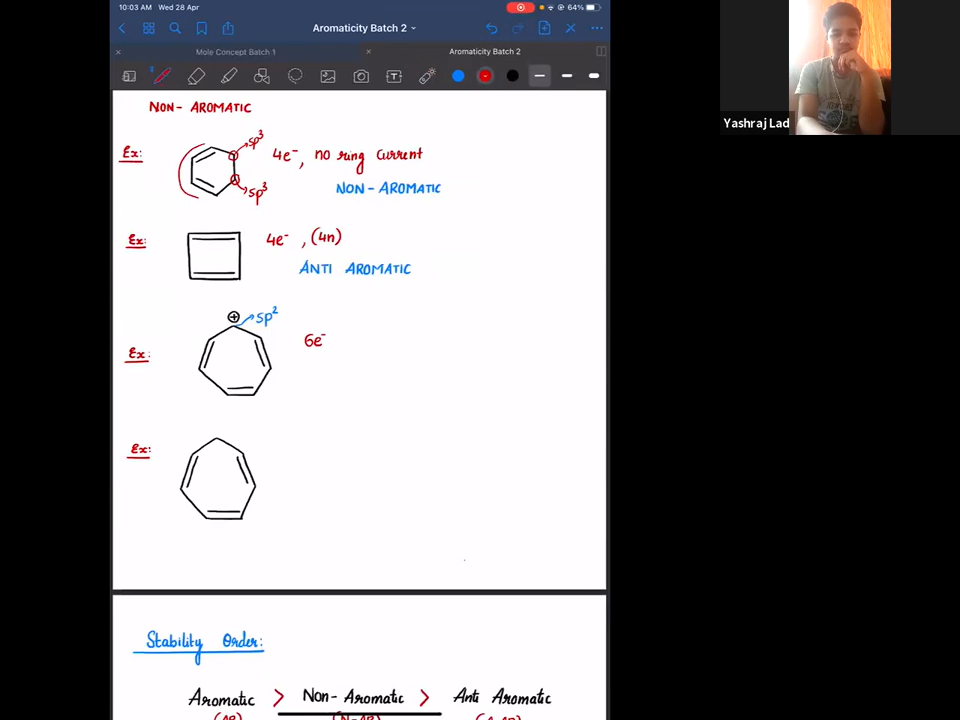 10:03 AM Wed 28 Apr
64%
Aromaticity Batch 2
Mole Concept Batch 1
Aromaticity Batch 2
Yashraj Lad
NON-AROMATIC
Ex: sp³ sp³ 4e⁻, no ring current
NON-AROMATIC
Ex: 4e⁻, (4n)
ANTI AROMATIC
⊕ sp²
Ex: 6e⁻
Ex:
Stability Order:
Aromatic > Non-Aromatic > Anti Aromatic